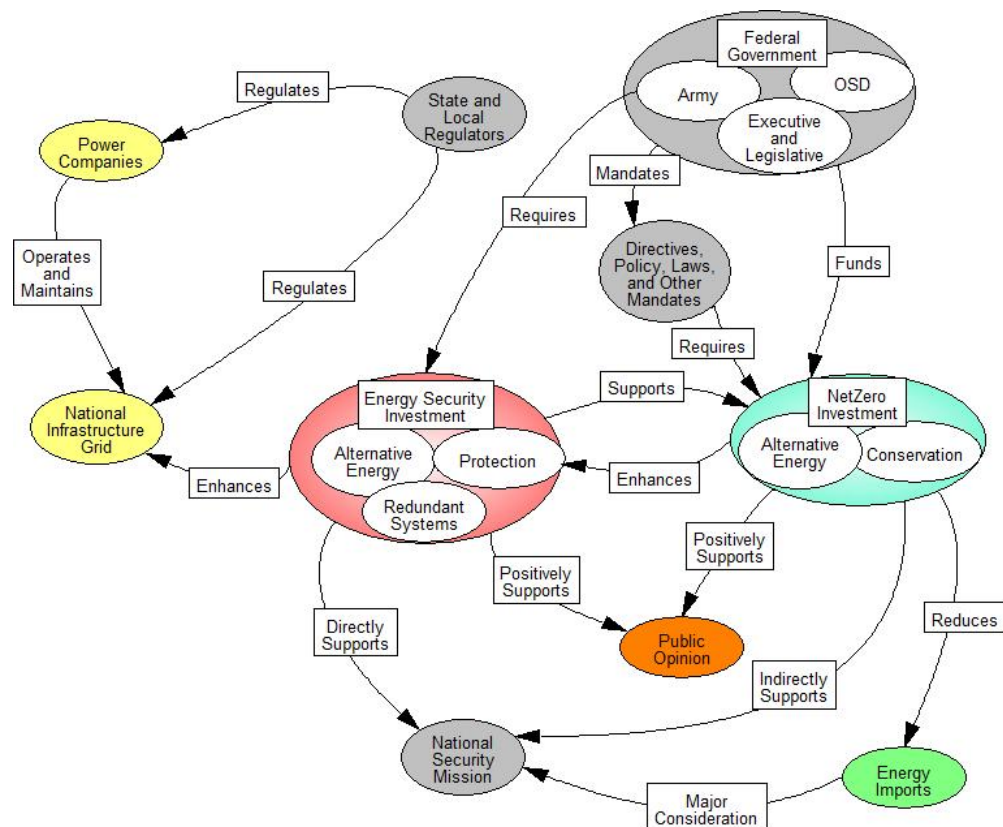 Federal
Government
Army
OSD
Executive
and
Legislative
Regulates
State and
Local
Regulators
Power
Companies
Mandates
Requires
Operates
and
Maintains
Regulates
Directives,
Policy, Laws,
and Other
Mandates
Funds
Requires
National
Infrastructure
Grid
Energy Security
Investment
Alternative
Energy
Protection
Redundant
Systems
Supports
Enhances
NetZero
Investment
Alternative
Energy
Conservation
Enhances
Positively
Supports
Positively
Supports
Directly
Supports
Public
Opinion
Reduces
Indirectly
Supports
National
Security
Mission
Major
Consideration
Energy
Imports